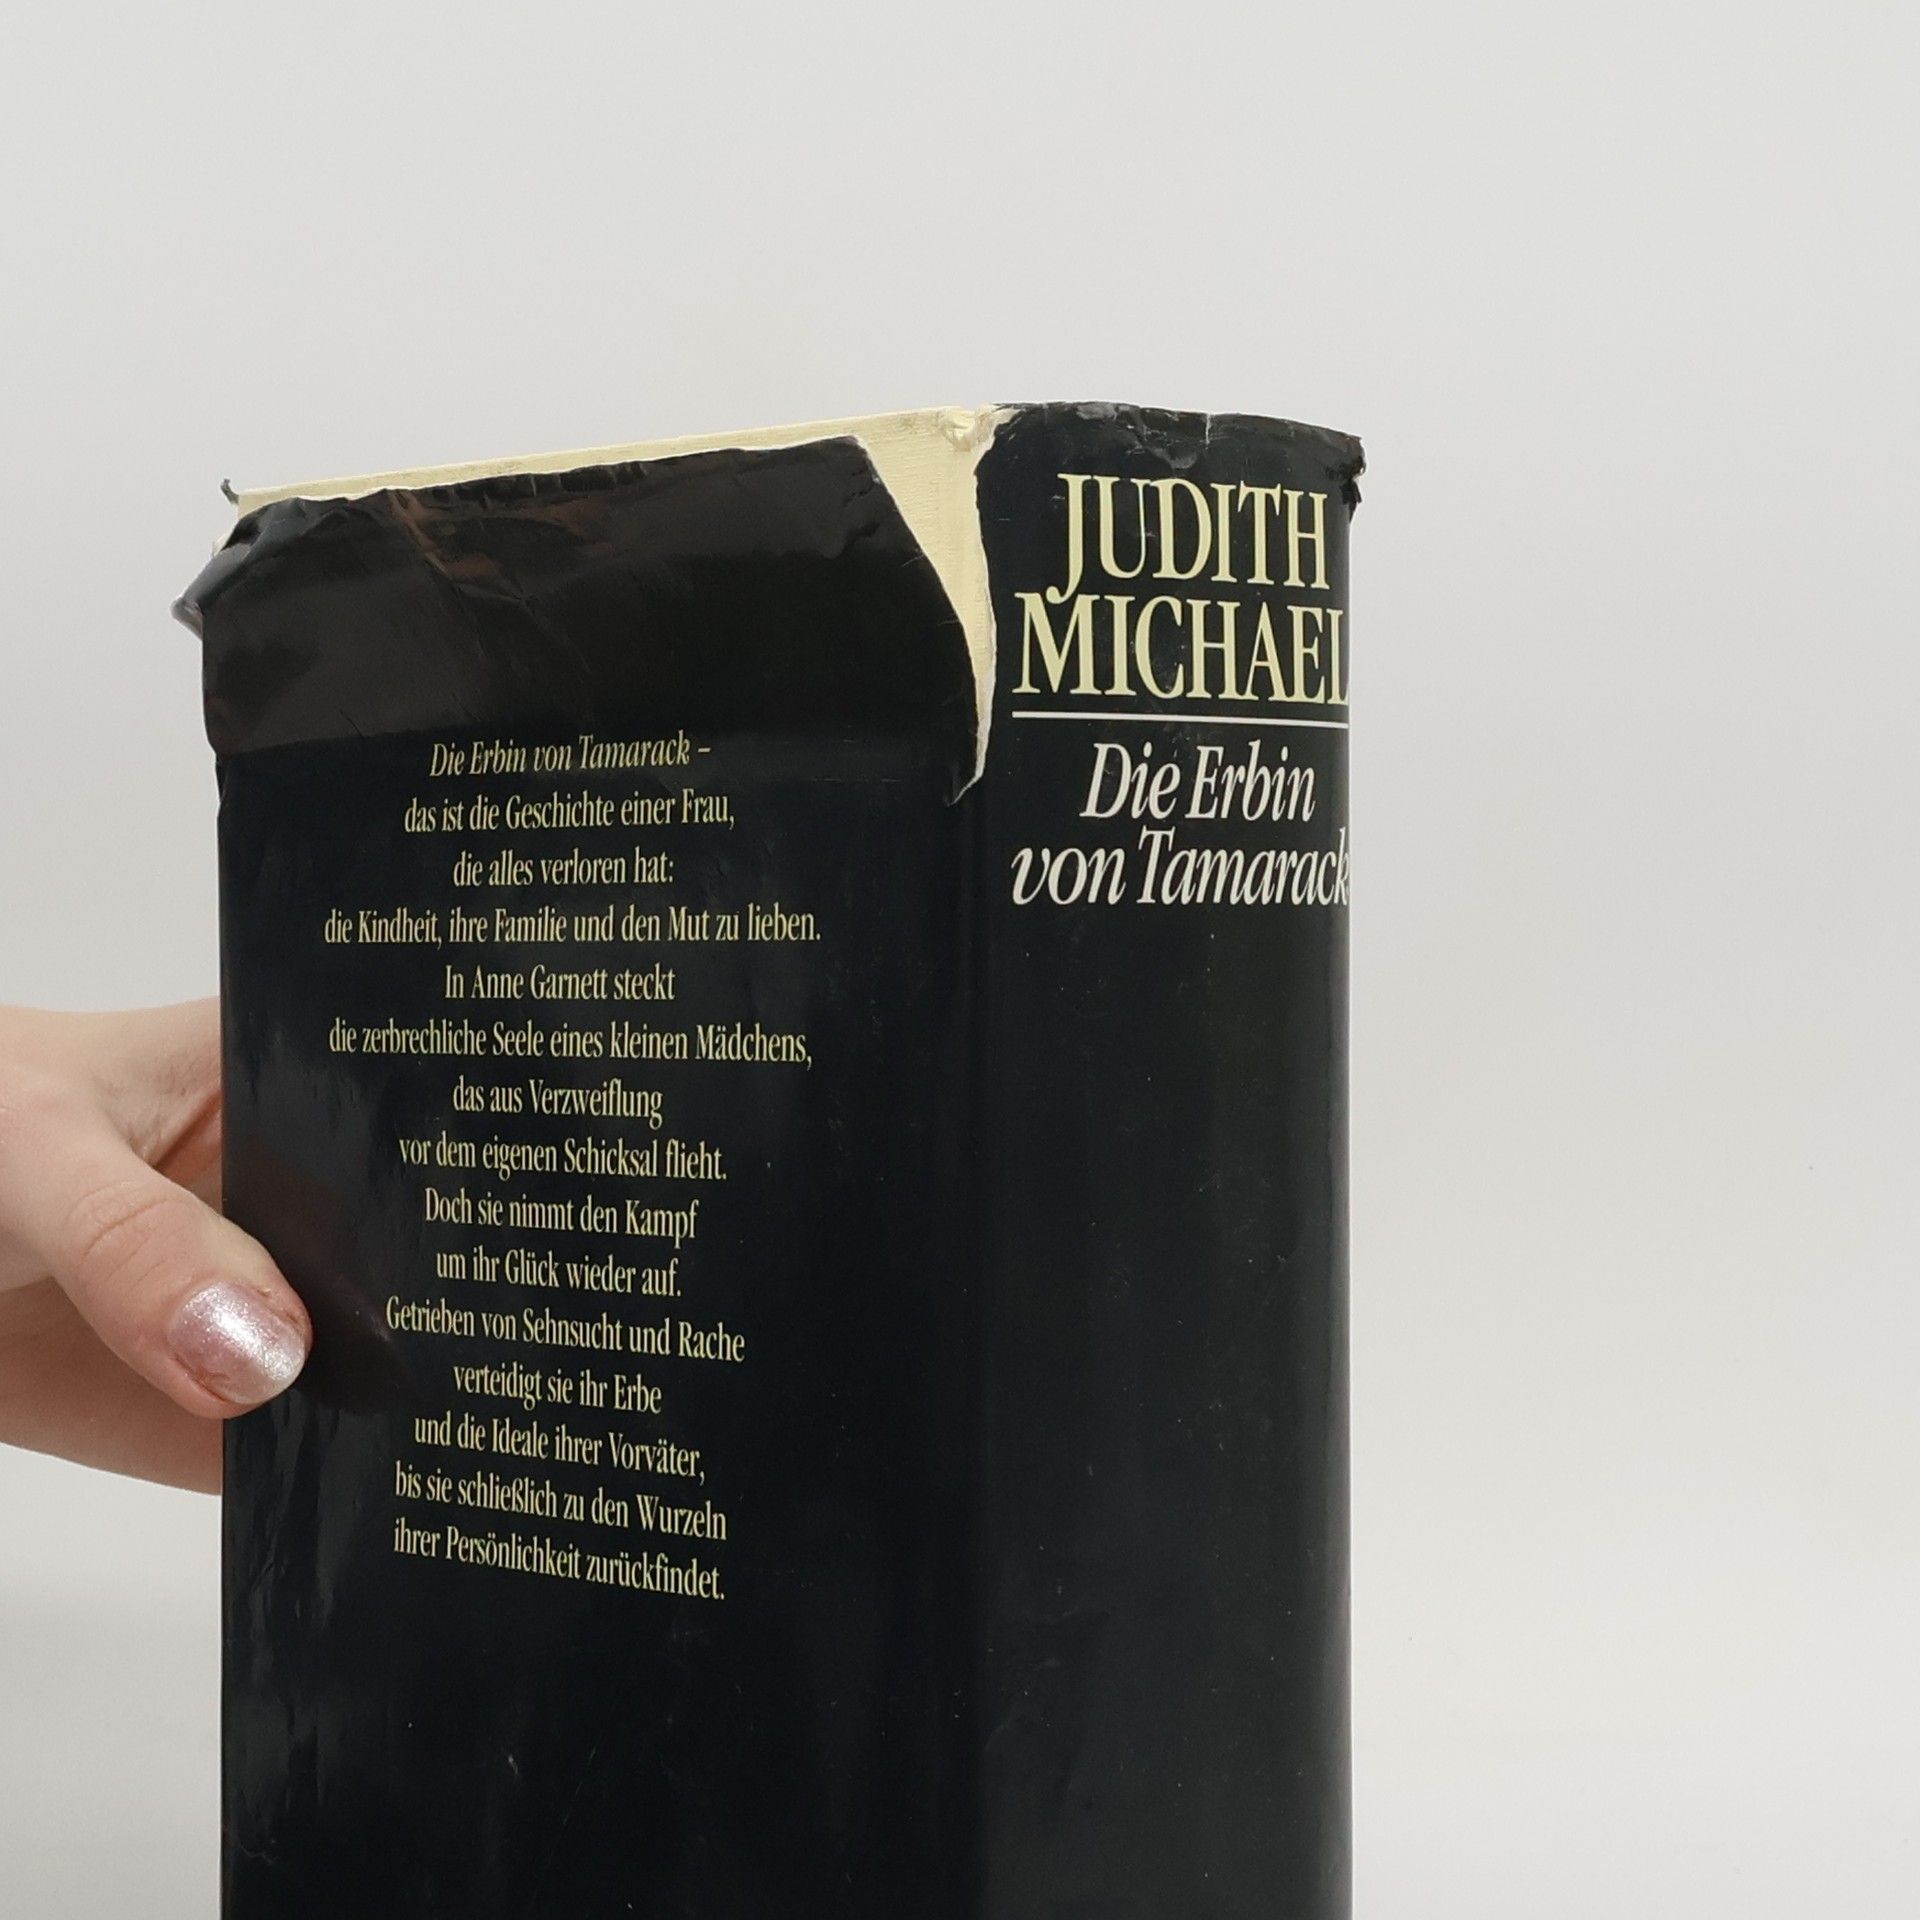 Die Erbin von Tamarack –
das ist die Geschichte einer Frau,
die alles verloren hat:
die Kindheit, ihre Familie und den Mut zu lieben.
In Anne Garnett steckt
die zerbrechliche Seele eines kleinen Mädchens,
das aus Verzweiflung
vor dem eigenen Schicksal flieht.
Doch sie nimmt den Kampf
um ihr Glück wieder auf.
Getrieben von Sehnsucht und Rache
verteidigt sie ihr Erbe
und die Ideale ihrer Vorväter,
bis sie schließlich zu den Wurzeln
ihrer Persönlichkeit zurückfindet.
JUDITH
MICHAEL
Die Erbin
von Tamarack